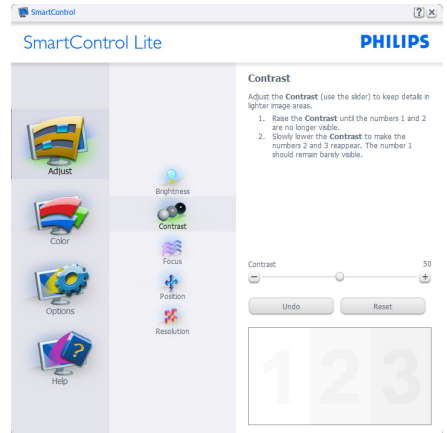 SmartControl
SmartControl Lite
PHILIPS
Adjust
Color
Options
Help
Brightness
Contrast
Focus
Position
Resolution
Contrast
Adjust the Contrast (use the slider) to keep details in
lighter image areas.
1. Raise the Contrast until the numbers 1 and 2
are no longer visible.
2. Slowly lower the Contrast to make the
numbers 2 and 3 reappear. The number 1
should remain barely visible.
Contrast 50
Undo Reset
1 2 3